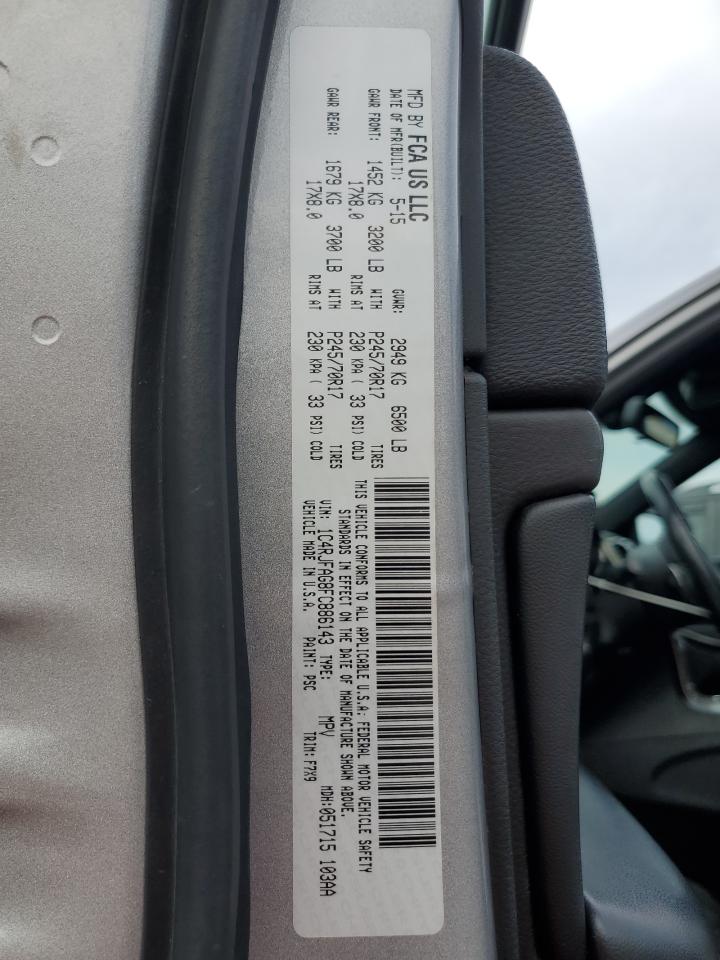 MFD BY FCA US LLC
DATE OF MFR(BUILT): 5-15 GVWR: 2949 KG 6500 LB
GAWR FRONT: 1452 KG 3200 LB WITH P245/70R17 TIRES
17X8.0 RIMS AT 230 KPA ( 33 PSI) COLD
GAWR REAR: 1679 KG 3700 LB WITH P245/70R17 TIRES
17X8.0 RIMS AT 230 KPA ( 33 PSI) COLD
THIS VEHICLE CONFORMS TO ALL APPLICABLE U.S.A. FEDERAL MOTOR VEHICLE SAFETY
STANDARDS IN EFFECT ON THE DATE OF MANUFACTURE SHOWN ABOVE.
VIN: 1C4RJFAG8FC886143 TYPE: MPV MDH:051715 103AA
VEHICLE MADE IN U.S.A. PAINT: PSC TRIM: F7X9